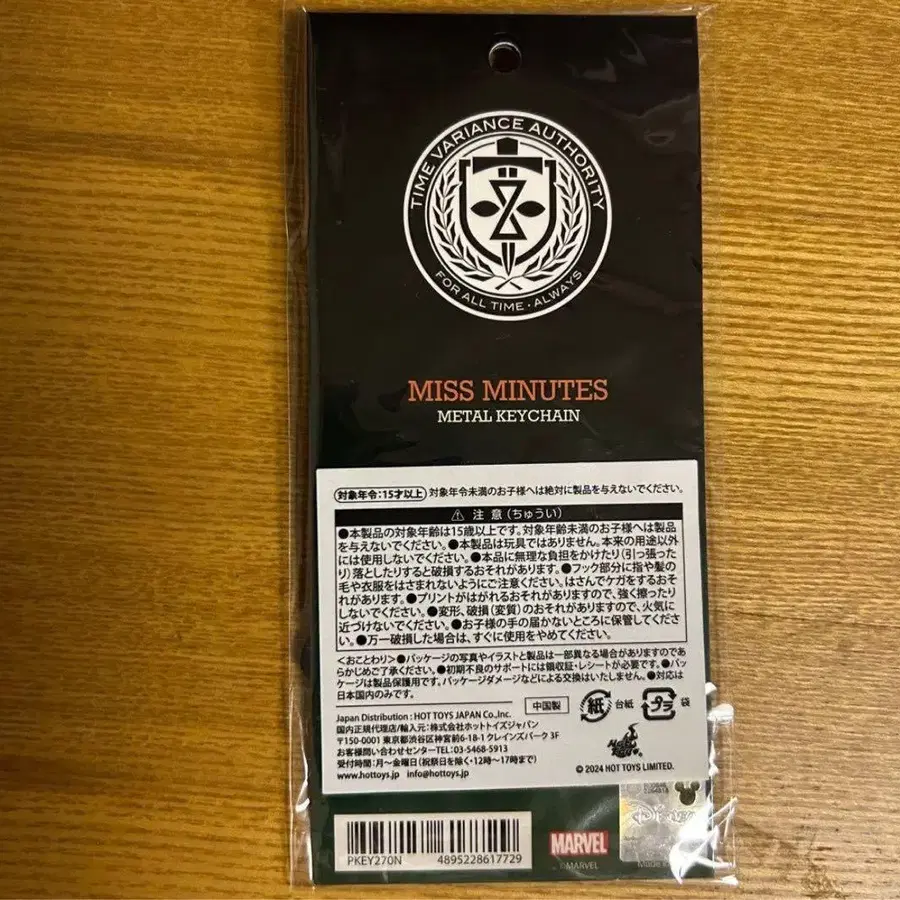 TIME VARIANCE AUTHORITY
FOR ALL TIME · ALWAYS
MISS MINUTES
METAL KEYCHAIN
対象年令:15才以上 対象年令未満のお子様へは絶対に製品を与えないでください。
⚠ 注 意 (ちゅうい)
●本製品の対象年齢は15歳以上です。対象年齢未満のお子様へは製品
を与えないでください。●本製品は玩具ではありません。本来の用途以外
には使用しないでください。●本品に無理な負担をかけたり(引っ張った
り)落としたりすると破損するおそれがあります。●フック部分に指や髪の
毛や衣服をはさまれないようにご注意ください。はさんでケガをするおそ
れがあります。●プリントがはがれるおそれがありますので、強く擦ったり
しないでください。●変形、破損(変質)のおそれがありますので、火気に
近づけないでください。●お子様の手の届かないところに保管してくださ
い。●万一破損した場合は、すぐに使用をやめてください。
<おことわり>●パッケージの写真やイラストと製品は一部異なる場合がありますのであ
らかじめご了承ください。●初期不良のサポートには領収証・レシートが必要です。●パッ
ケージは製品保護用です。パッケージダメージなどによる交換はいたしません。●対応は
日本国内のみです。
中国製
紙 台紙
プラ 袋
Japan Distribution : HOT TOYS JAPAN Co.,Inc.
国内正規代理店/輸入元:株式会社ホットトイズジャパン
〒150-0001 東京都渋谷区神宮前6-18-1 クレインズパーク 3F
お客様問い合わせセンターTEL:03-5468-5913
受付時間:月〜金曜日(祝祭日を除く・12時〜17時まで)
www.hottoys.jp info@hottoys.jp
Hot Toys
© 2024 HOT TOYS LIMITED.
PKEY270N 4895228617729
MARVEL
©MARVEL
Disney
Made in